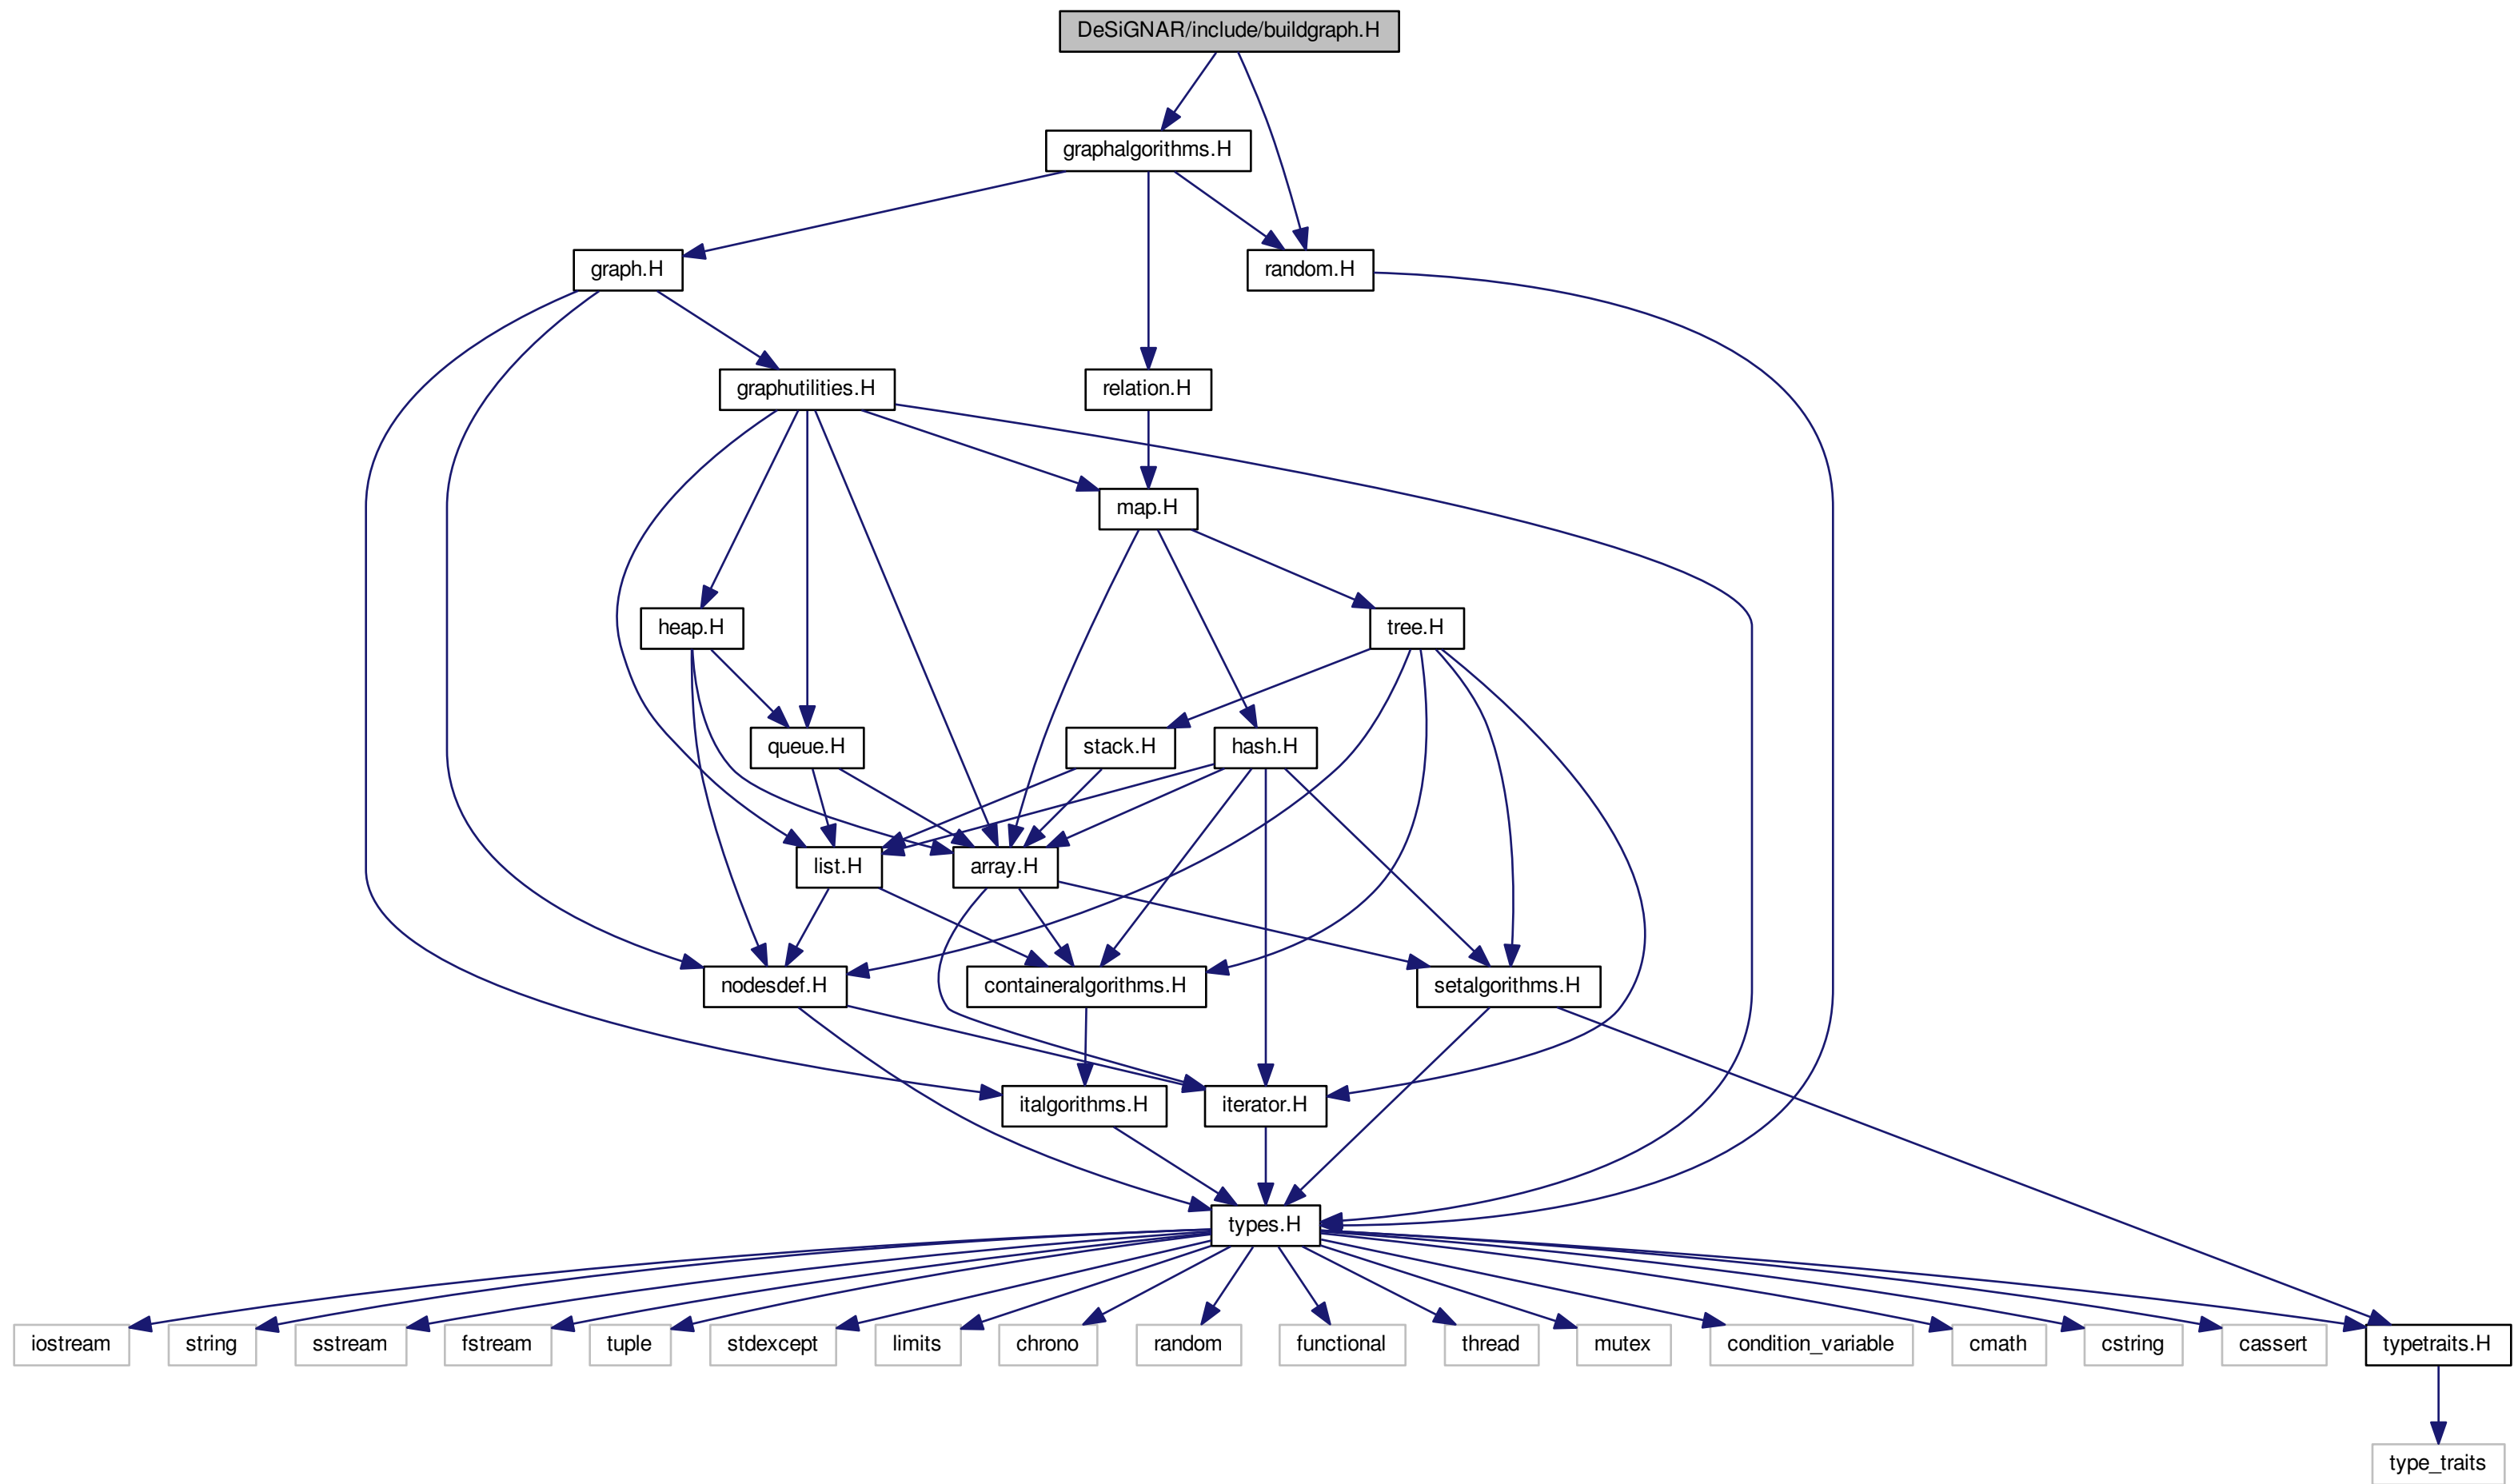 DeSiGNAR/include/buildgraph.H
graphalgorithms.H
graph.H
random.H
graphutilities.H
relation.H
map.H
heap.H
tree.H
queue.H
stack.H
hash.H
list.H
array.H
nodesdef.H
containeralgorithms.H
setalgorithms.H
italgorithms.H
iterator.H
types.H
iostream
string
sstream
fstream
tuple
stdexcept
limits
chrono
random
functional
thread
mutex
condition_variable
cmath
cstring
cassert
typetraits.H
type_traits